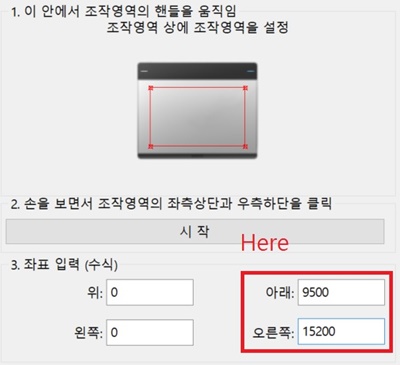 1. 이 안에서 조작영역의 핸들을 움직임
조작영역 상에 조작영역을 설정
2. 손을 보면서 조작영역의 좌측상단과 우측하단을 클릭
시 작
Here
3. 좌표 입력 (수식)
위: 0 아래: 9500
왼쪽: 0 오른쪽: 15200